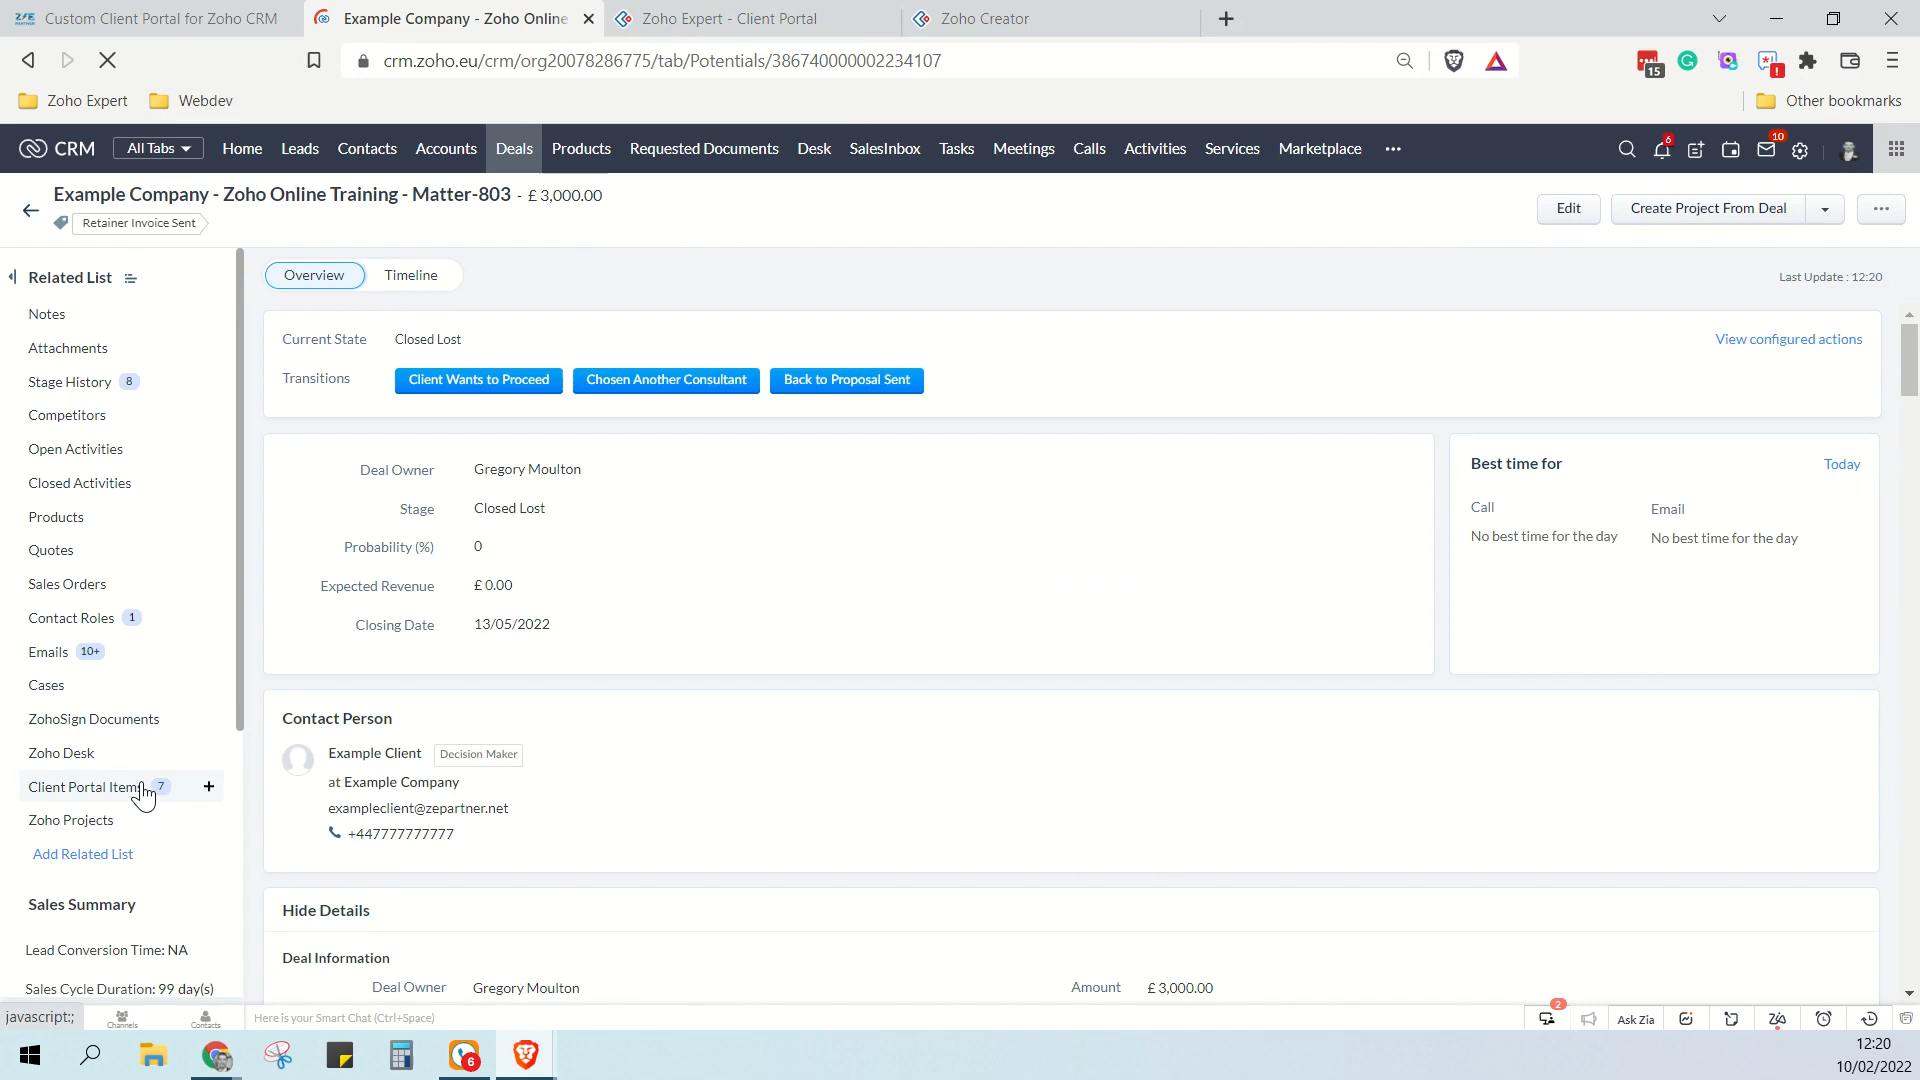 Custom Client Portal for Zoho CRM
Example Company - Zoho Online
Zoho Expert - Client Portal
Zoho Creator
crm.zoho.eu/crm/org20078286775/tab/Potentials/386740000002234107
15
Zoho Expert
Webdev
Other bookmarks
CRM
All Tabs
Home
Leads
Contacts
Accounts
Deals
Products
Requested Documents
Desk
SalesInbox
Tasks
Meetings
Calls
Activities
Services
Marketplace
6
10
Example Company - Zoho Online Training - Matter-803 - £ 3,000.00
Retainer Invoice Sent
Edit
Create Project From Deal
Related List
Notes
Attachments
Stage History 8
Competitors
Open Activities
Closed Activities
Products
Quotes
Sales Orders
Contact Roles 1
Emails 10+
Cases
ZohoSign Documents
Zoho Desk
Client Portal Items 7
Zoho Projects
Add Related List
Sales Summary
Lead Conversion Time: NA
Sales Cycle Duration: 99 day(s)
Overview
Timeline
Last Update : 12:20
Current State Closed Lost
View configured actions
Transitions
Client Wants to Proceed
Chosen Another Consultant
Back to Proposal Sent
Deal Owner Gregory Moulton
Stage Closed Lost
Probability (%) 0
Expected Revenue £ 0.00
Closing Date 13/05/2022
Best time for
Today
Call
No best time for the day
Email
No best time for the day
Contact Person
Example Client Decision Maker
at Example Company
exampleclient@zepartner.net
+447777777777
Hide Details
Deal Information
Deal Owner Gregory Moulton
Amount £ 3,000.00
javascript:;
Channels
Contacts
Here is your Smart Chat (Ctrl+Space)
2
Ask Zia
6
12:20
10/02/2022